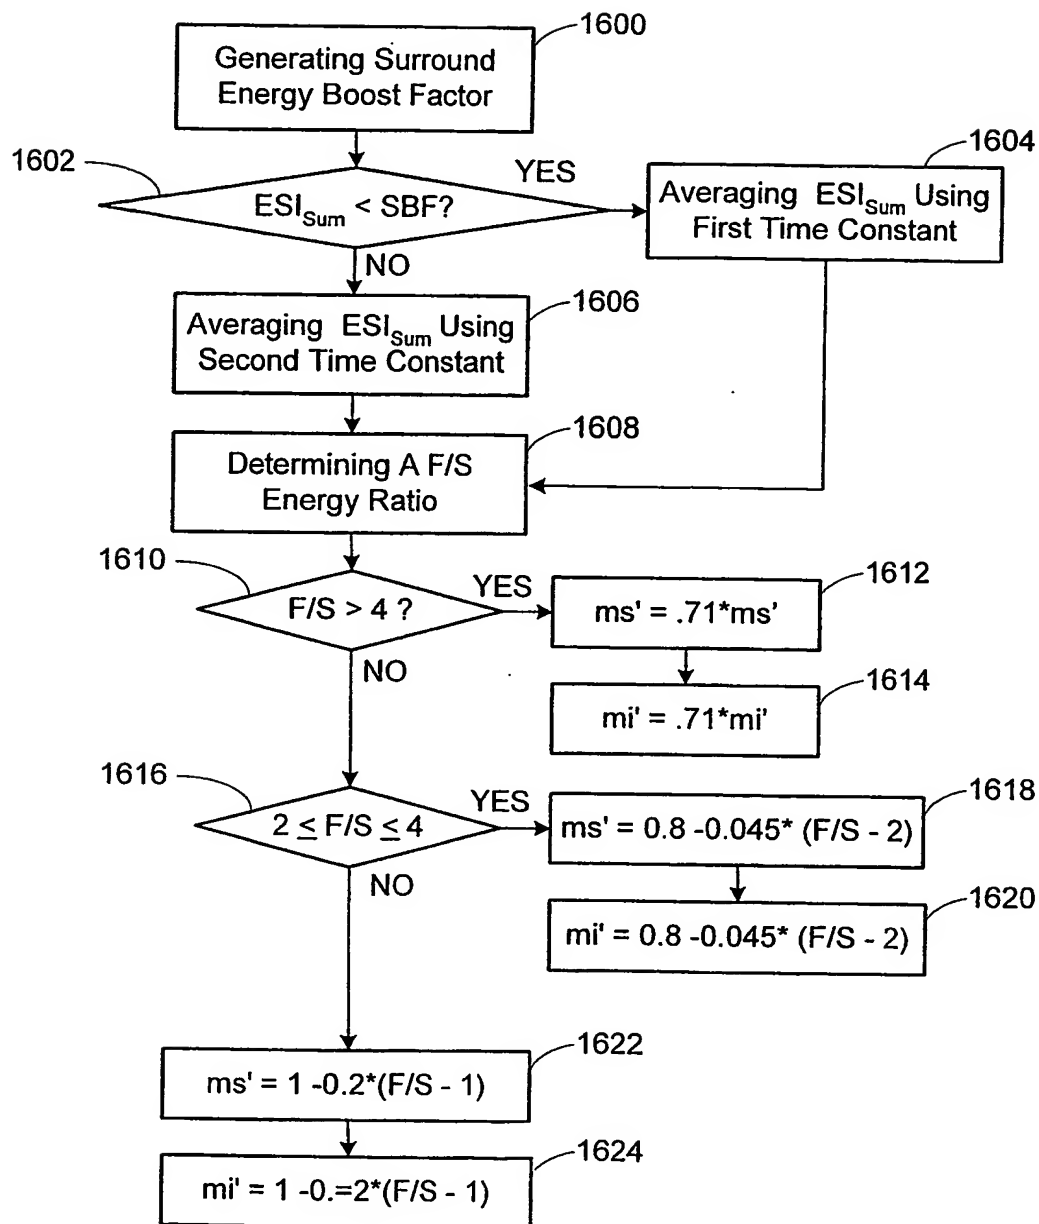 1600
Generating Surround
Energy Boost Factor
1602
ESI_Sum < SBF?
YES
1604
Averaging ESI_Sum Using
First Time Constant
NO
1606
Averaging ESI_Sum Using
Second Time Constant
1608
Determining A F/S
Energy Ratio
1610
F/S > 4 ?
YES
1612
ms' = .71*ms'
NO
1614
mi' = .71*mi'
1616
2 ≤ F/S ≤ 4
YES
1618
ms' = 0.8 -0.045* (F/S - 2)
NO
1620
mi' = 0.8 -0.045* (F/S - 2)
1622
ms' = 1 -0.2*(F/S - 1)
1624
mi' = 1 -0.=2*(F/S - 1)